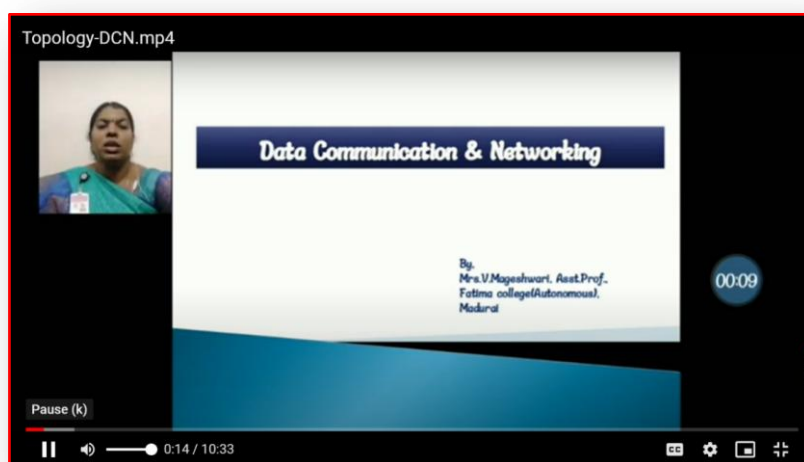 Topology-DCN.mp4
Data Communication & Networking
By,
Mrs.V.Mageshwari, Asst.Prof.,
Fatima college(Autonomous),
Madurai
00:09
Pause (k)
0:14 / 10:33
CC